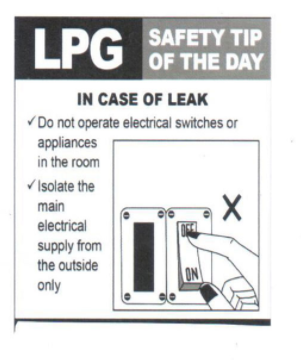 LPG
SAFETY TIP
OF THE DAY
IN CASE OF LEAK
✓ Do not operate electrical switches or
appliances
in the room
✓ Isolate the
main
electrical
supply from
the outside
only
OFF
ON
X